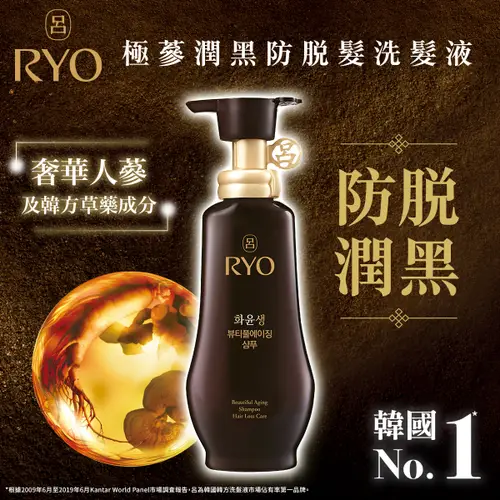 呂
RYO
極蔘潤黑防脱髮洗髮液
奢華人蔘
及韓方草藥成分
防脱
潤黑
呂
呂
RYO
화윤생
뷰티풀에이징
샴푸
Beautiful Aging
Shampoo
Hair Loss Care
韓國
No.1*
*根據2009年6月至2019年6月Kantar World Panel市場調查報告，呂為韓國韓方洗髮液市場佔有率第一品牌。